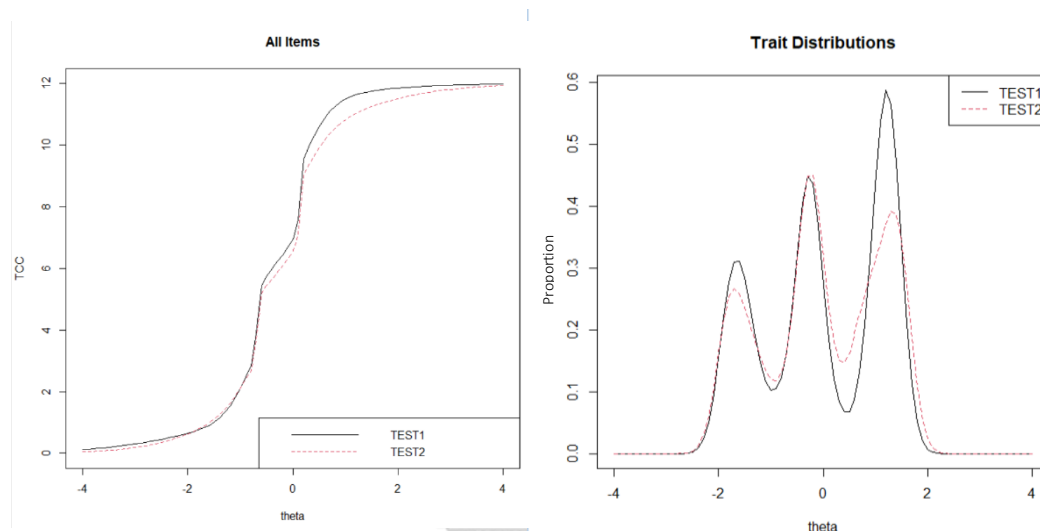 All Items
TCC
12
10
8
6
4
2
0
-4
-2
0
2
4
theta
TEST1
TEST2
Trait Distributions
Proportion
0.6
0.5
0.4
0.3
0.2
0.1
0.0
-4
-2
0
2
4
theta
TEST1
TEST2